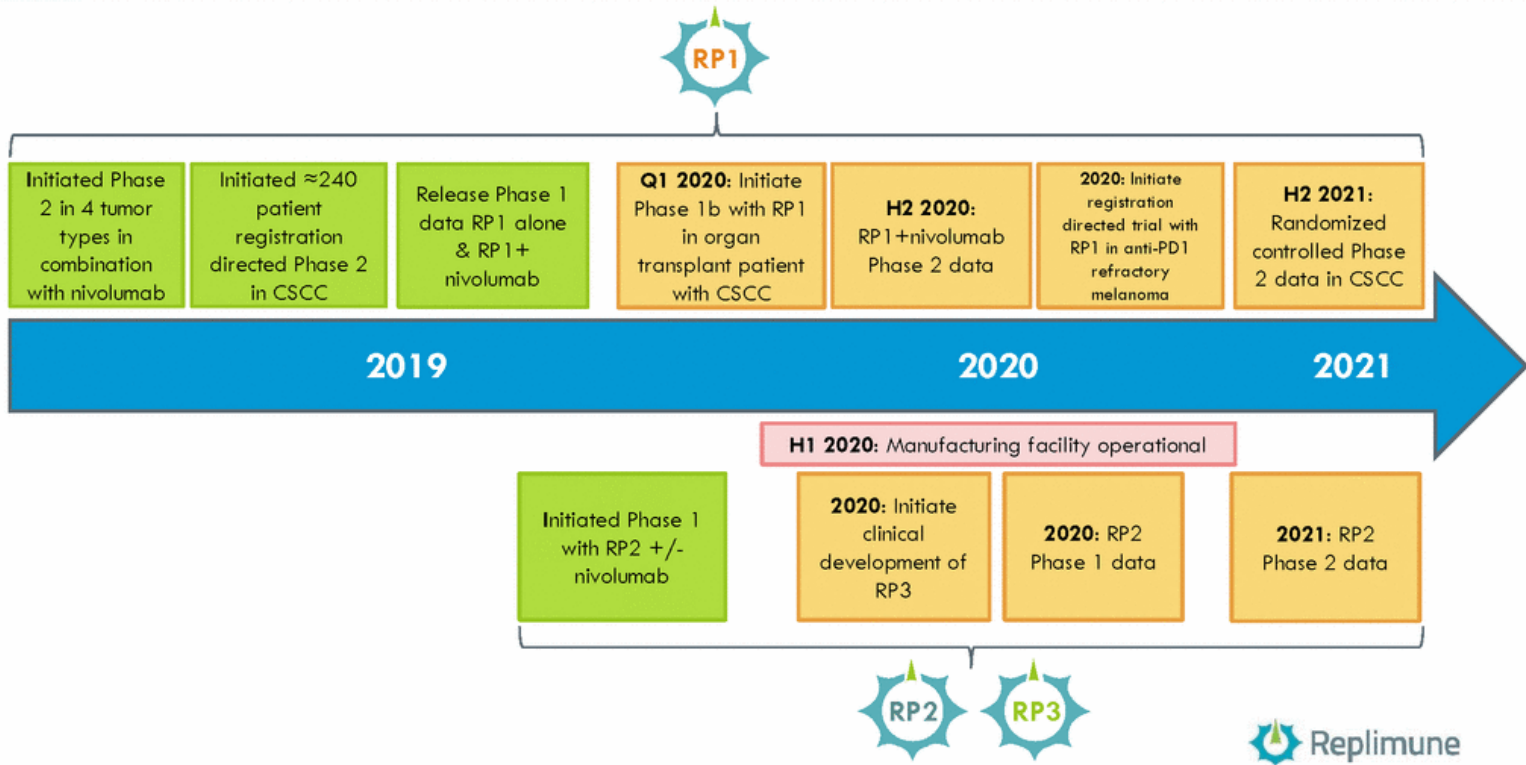 RP1
Initiated Phase
2 in 4 tumor
types in
combination
with nivolumab
Initiated ≈240
patient
registration
directed Phase 2
in CSCC
Release Phase 1
data RP1 alone
& RP1+
nivolumab
Q1 2020: Initiate
Phase 1b with RP1
in organ
transplant patient
with CSCC
H2 2020:
RP1+nivolumab
Phase 2 data
2020: Initiate
registration
directed trial with
RP1 in anti-PD1
refractory
melanoma
H2 2021:
Randomized
controlled Phase
2 data in CSCC
2019
2020
2021
H1 2020: Manufacturing facility operational
Initiated Phase 1
with RP2 +/-
nivolumab
2020: Initiate
clinical
development of
RP3
2020: RP2
Phase 1 data
2021: RP2
Phase 2 data
RP2
RP3
Replimune